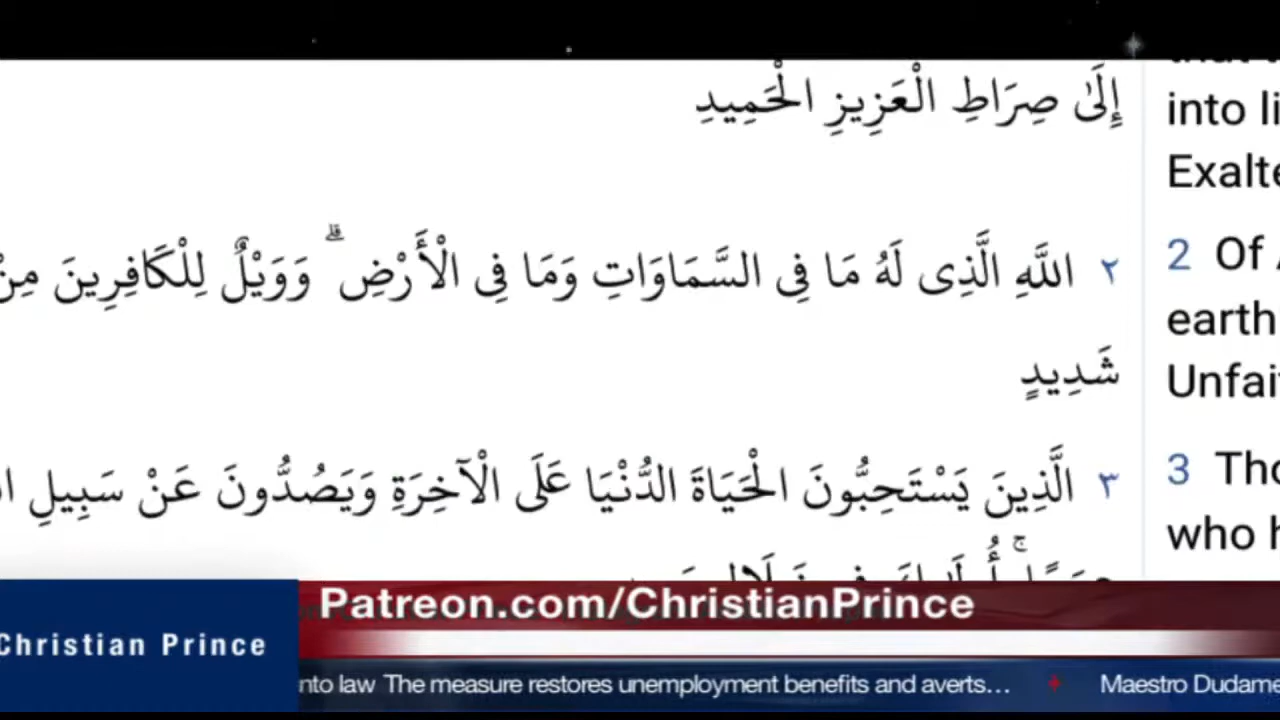 إِلَىٰ صِرَاطِ الْعَزِيزِ الْحَمِيدِ
٢ اللَّهِ الَّذِى لَهُ مَا فِى السَّمَاوَاتِ وَمَا فِى الْأَرْضِ ۗ وَوَيْلٌ لِلْكَافِرِينَ مِنْ
شَدِيدٍ
٣ الَّذِينَ يَسْتَحِبُّونَ الْحَيَاةَ الدُّنْيَا عَلَى الْآخِرَةِ وَيَصُدُّونَ عَنْ سَبِيلِ
into li
Exalte
2 Of
earth
Unfai
3 Tho
who h
Patreon.com/ChristianPrince
Christian Prince
nto law The measure restores unemployment benefits and averts... + Maestro Dudame